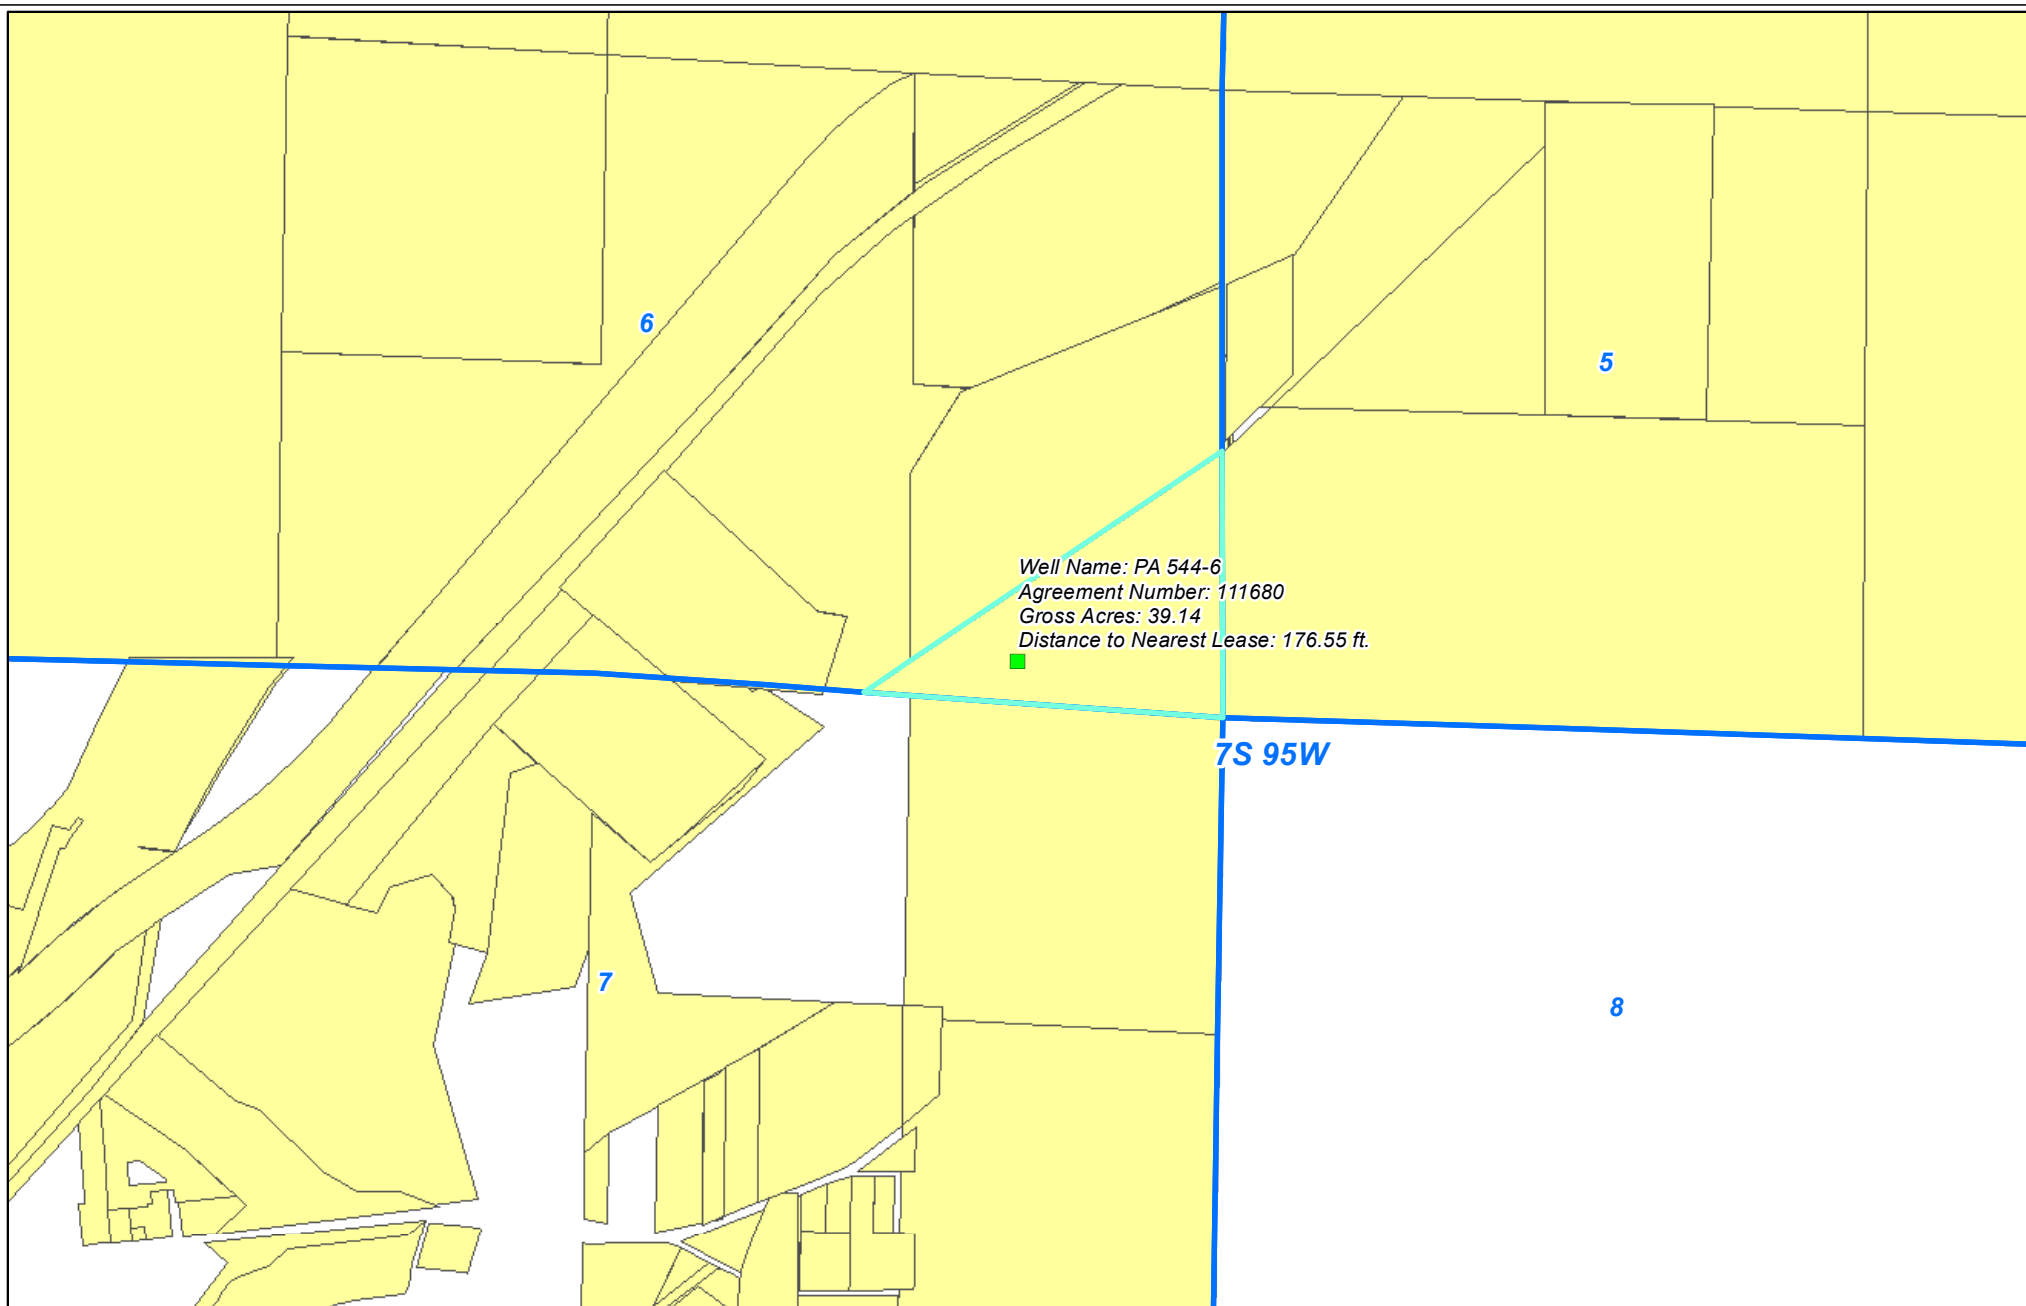 6
5
Well Name: PA 544-6
Agreement Number: 111680
Gross Acres: 39.14
Distance to Nearest Lease: 176.55 ft.
7S 95W
7
8